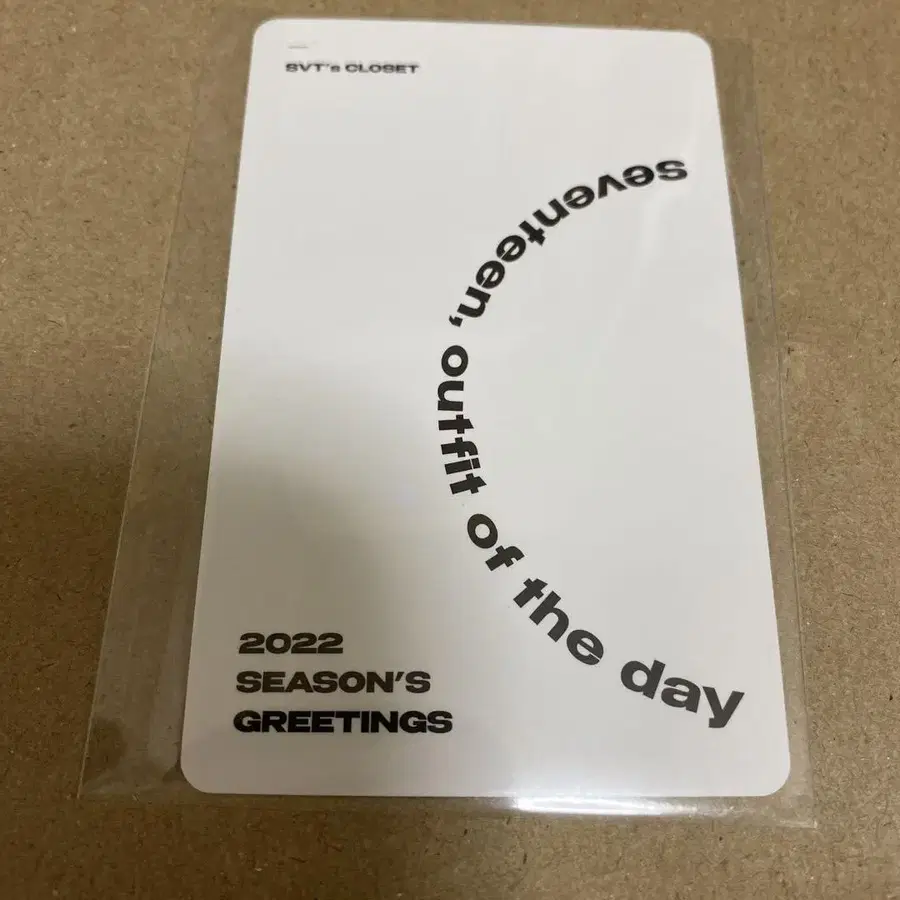 SVT's CLOSET
seventeen, outfit of the day
2022
SEASON'S
GREETINGS